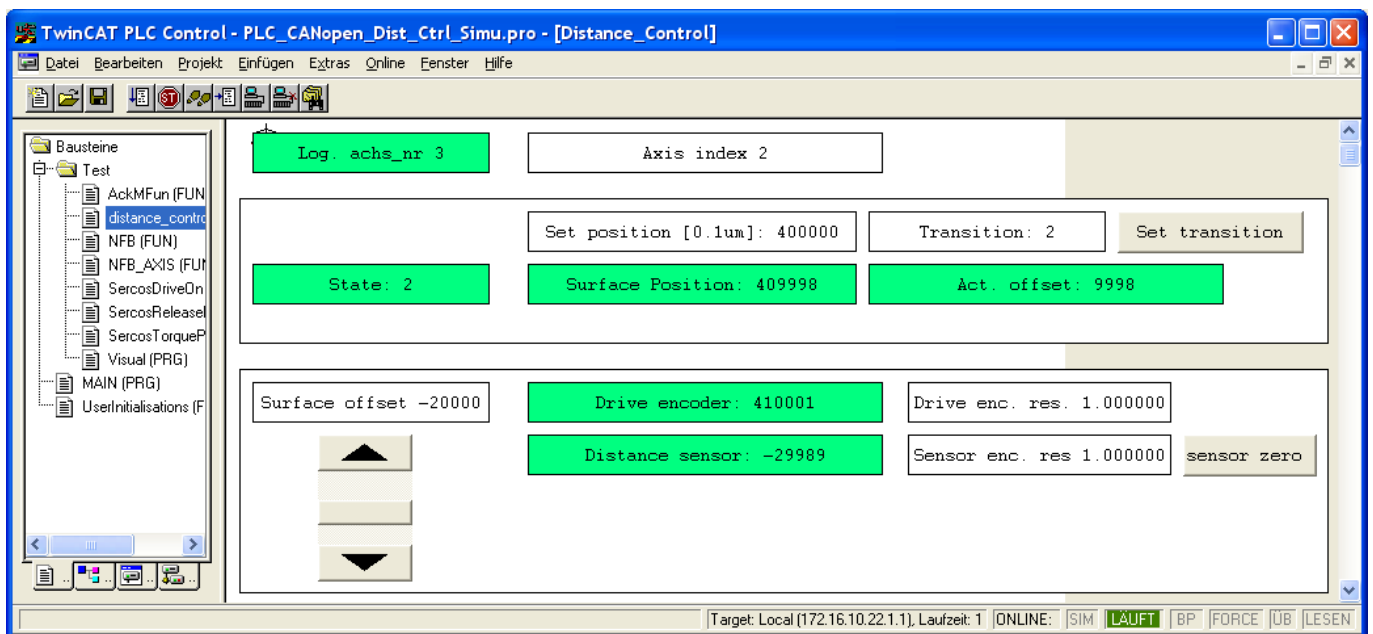 TwinCAT PLC Control - PLC_CANopen_Dist_Ctrl_Simu.pro - [Distance_Control]
Datei Bearbeiten Projekt Einfügen Extras Online Fenster Hilfe
Bausteine
Test
AckMFun (FUN
distance_contro
NFB (FUN)
NFB_AXIS (FUN
SercosDriveOn
SercosReleaseI
SercosTorqueP
Visual (PRG)
MAIN (PRG)
UserInitialisations (F
Log. achs_nr 3
Axis index 2
Set position [0.1um]: 400000
Transition: 2
Set transition
State: 2
Surface Position: 409998
Act. offset: 9998
Surface offset -20000
Drive encoder: 410001
Drive enc. res. 1.000000
Distance sensor: -29989
Sensor enc. res 1.000000
sensor zero
Target: Local (172.16.10.22.1.1), Laufzeit: 1 ONLINE: SIM LÄUFT BP FORCE ÜB LESEN